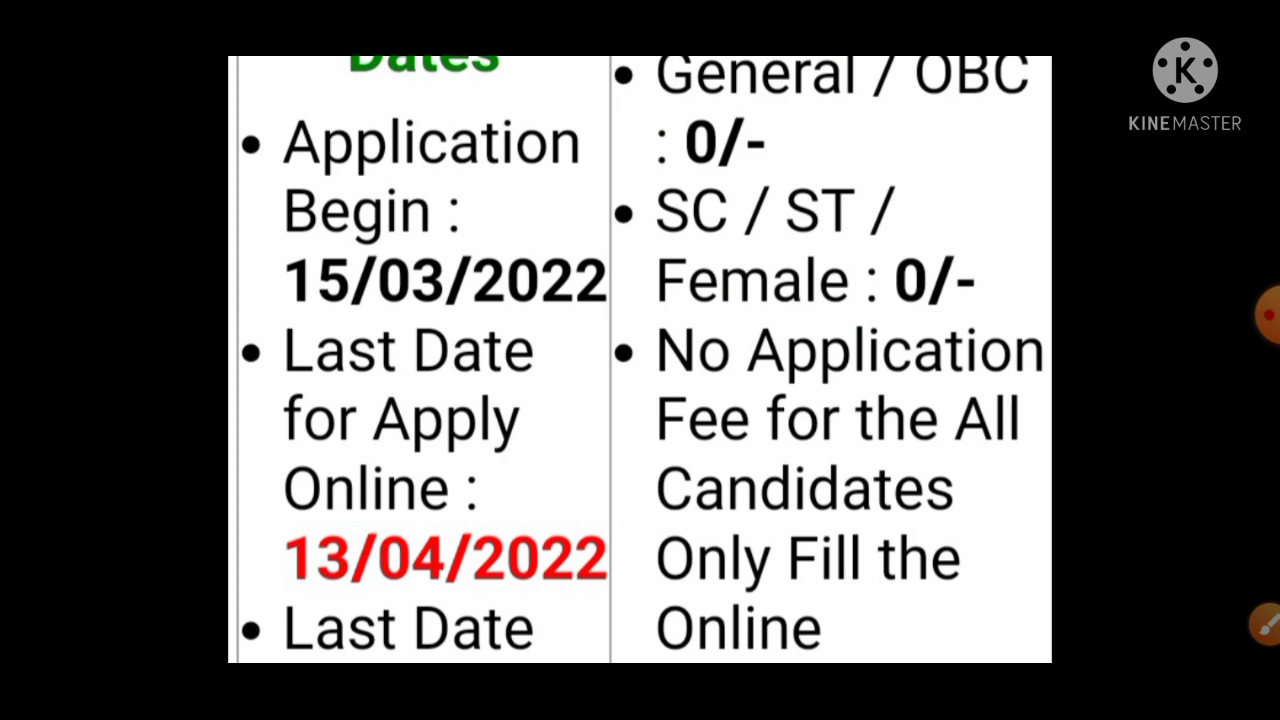 Dates
• Application
Begin :
15/03/2022
• Last Date
for Apply
Online :
13/04/2022
• Last Date
• General / OBC
: 0/-
• SC / ST /
Female : 0/-
• No Application
Fee for the All
Candidates
Only Fill the
Online
K
KINEMASTER